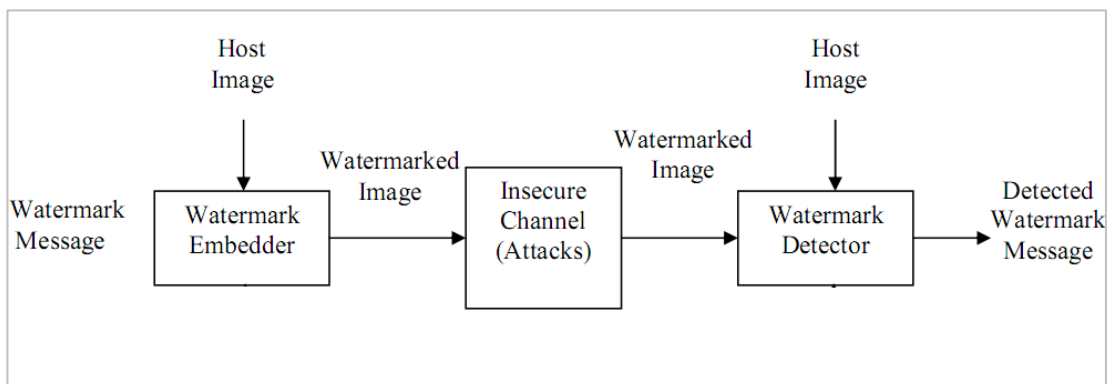 Watermark
Message
Host
Image
Watermark
Embedder
Watermarked
Image
Insecure
Channel
(Attacks)
Watermarked
Image
Host
Image
Watermark
Detector
Detected
Watermark
Message